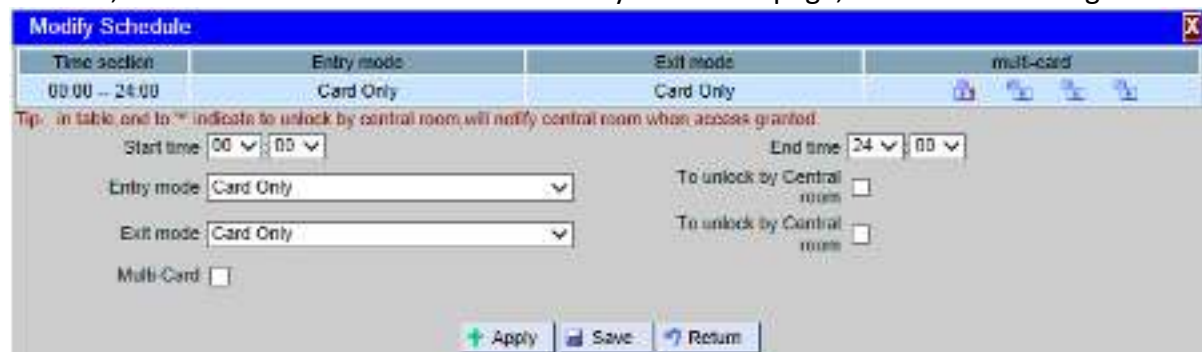 Modify Schedule
X
Time section Entry mode Exit mode multi-card
00:00 -- 24:00 Card Only Card Only
Tip: in table,end to '*' indicate to unlock by central room,will notify central room when access granted.
Start time 00 : 00 End time 24 : 00
Entry mode Card Only To unlock by Central room
Exit mode Card Only To unlock by Central room
Multi-Card
Apply Save Return